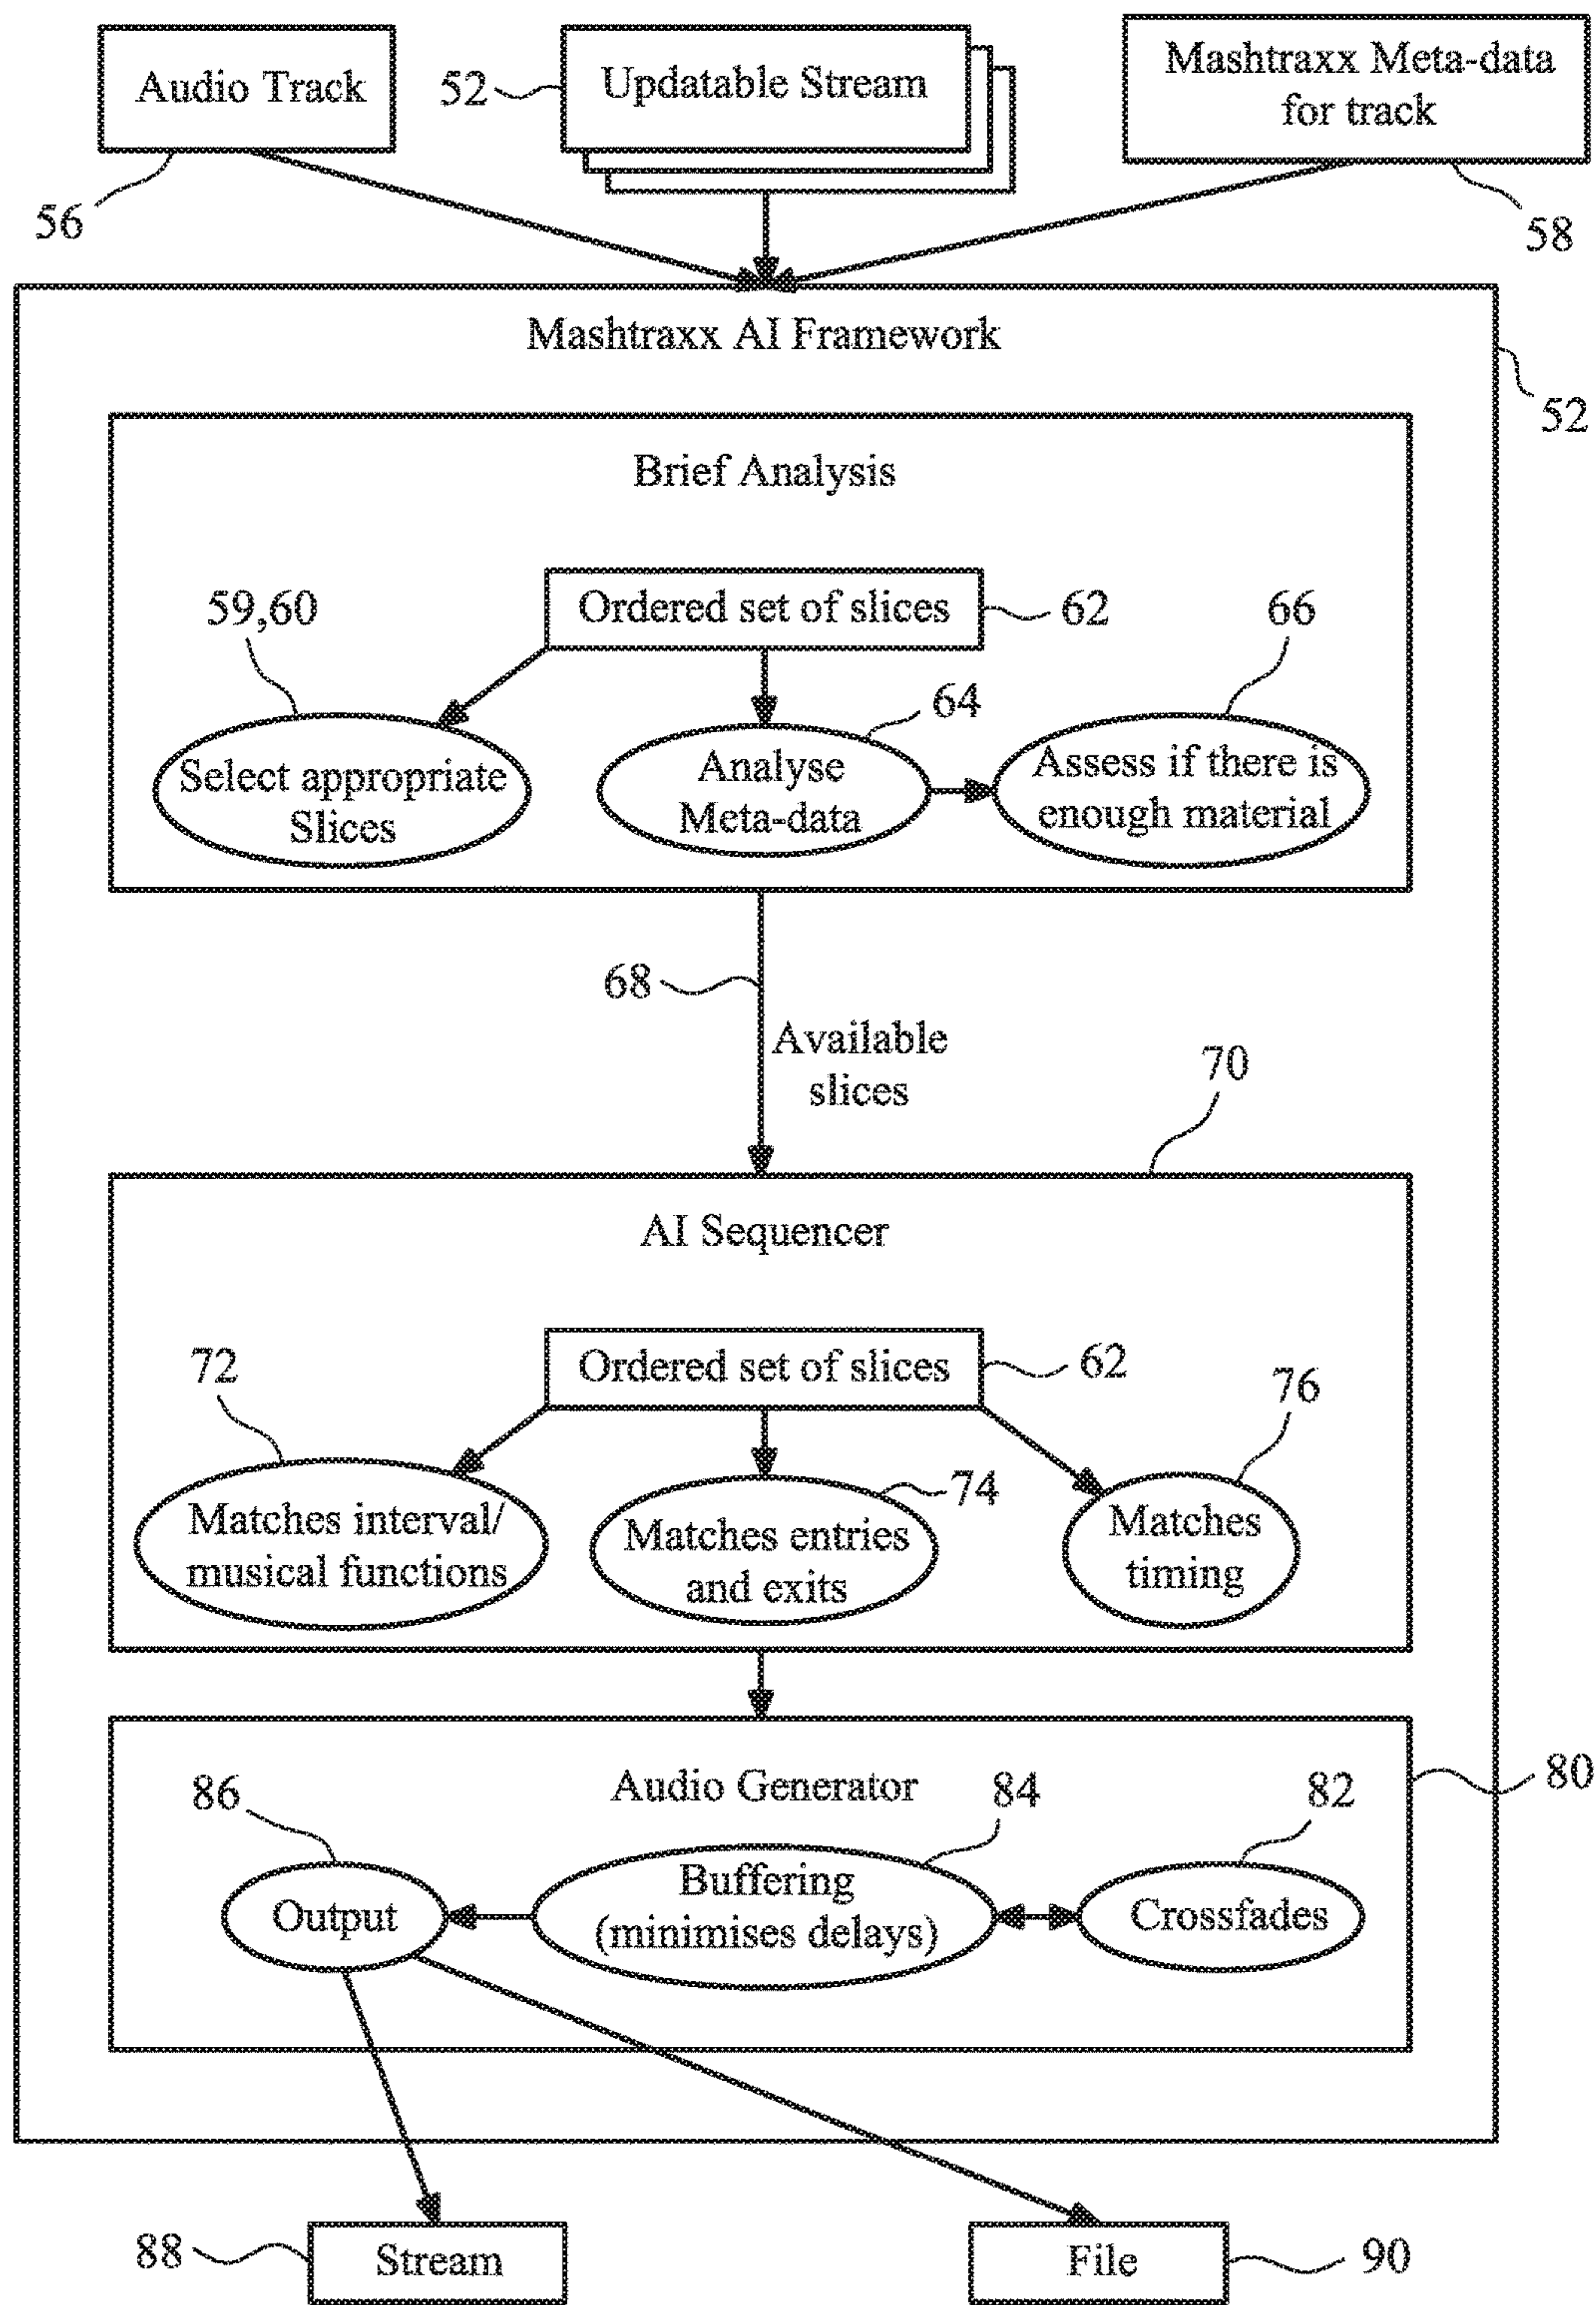 Audio Track
52
Updatable Stream
Mashtraxx Meta-data
for track
56
58
Mashtraxx AI Framework
52
Brief Analysis
59,60
Ordered set of slices
62
66
64
Select appropriate
Slices
Analyse
Meta-data
Assess if there is
enough material
68
Available
slices
70
AI Sequencer
72
Ordered set of slices
62
76
74
Matches interval/
musical functions
Matches entries
and exits
Matches
timing
80
86
Audio Generator
84
82
Output
Buffering
(minimises delays)
Crossfades
88
Stream
File
90